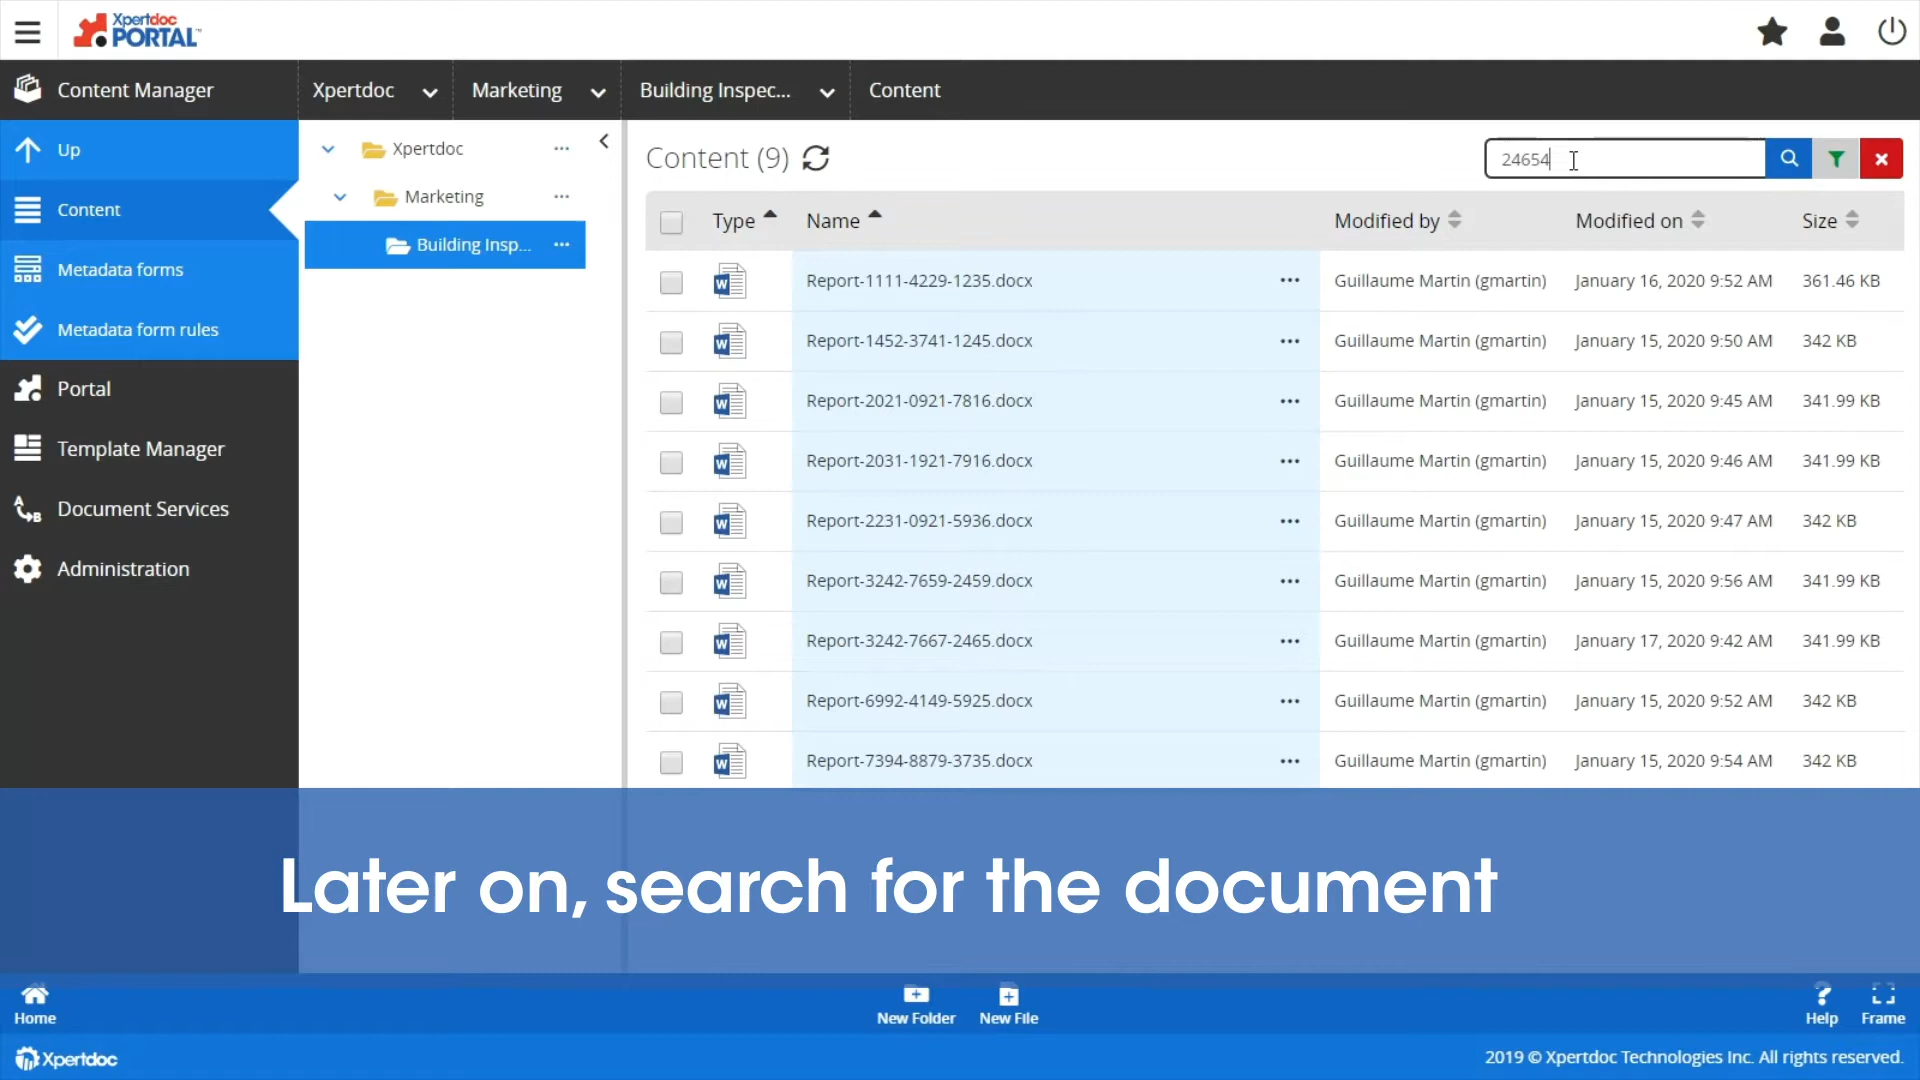 Xpertdoc
PORTAL™
Content Manager
Xpertdoc
Marketing
Building Inspec...
Content
Up
Content
Metadata forms
Metadata form rules
Portal
Template Manager
Document Services
Administration
Xpertdoc ...
Marketing ...
Building Insp... ...
Content (9)
24654
Type Name Modified by Modified on Size
Report-1111-4229-1235.docx ... Guillaume Martin (gmartin) January 16, 2020 9:52 AM 361.46 KB
Report-1452-3741-1245.docx ... Guillaume Martin (gmartin) January 15, 2020 9:50 AM 342 KB
Report-2021-0921-7816.docx ... Guillaume Martin (gmartin) January 15, 2020 9:45 AM 341.99 KB
Report-2031-1921-7916.docx ... Guillaume Martin (gmartin) January 15, 2020 9:46 AM 341.99 KB
Report-2231-0921-5936.docx ... Guillaume Martin (gmartin) January 15, 2020 9:47 AM 342 KB
Report-3242-7659-2459.docx ... Guillaume Martin (gmartin) January 15, 2020 9:56 AM 341.99 KB
Report-3242-7667-2465.docx ... Guillaume Martin (gmartin) January 17, 2020 9:42 AM 341.99 KB
Report-6992-4149-5925.docx ... Guillaume Martin (gmartin) January 15, 2020 9:52 AM 342 KB
Report-7394-8879-3735.docx ... Guillaume Martin (gmartin) January 15, 2020 9:54 AM 342 KB
Later on, search for the document
Home
New Folder
New File
Help
Frame
Xpertdoc
2019 © Xpertdoc Technologies Inc. All rights reserved.